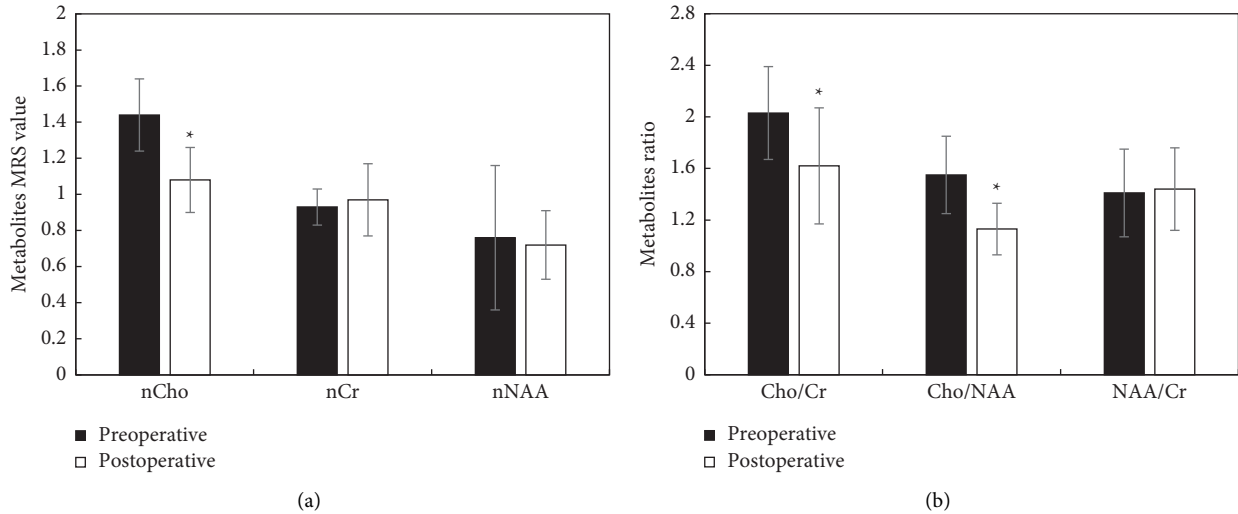 Metabolites MRS value
2
1.8
1.6
1.4
1.2
1
0.8
0.6
0.4
0.2
0
*
nCho
nCr
nNAA
Preoperative
Postoperative
(a)
Metabolites ratio
2.8
2.4
2
1.6
1.2
0.8
0.4
0
*
*
Cho/Cr
Cho/NAA
NAA/Cr
Preoperative
Postoperative
(b)